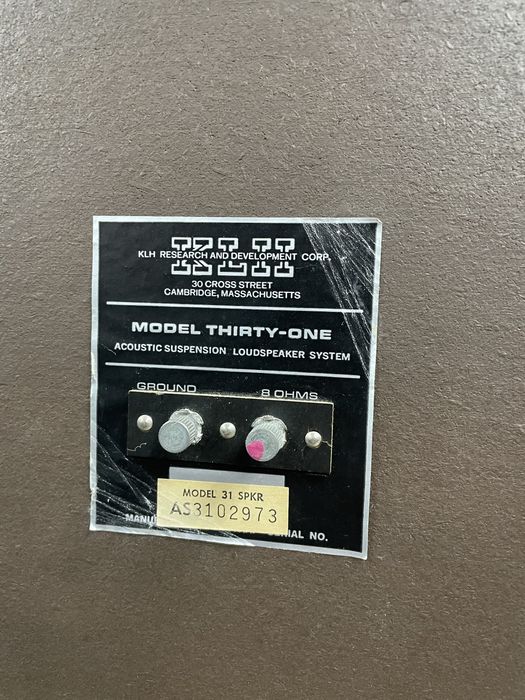 KLH
KLH RESEARCH AND DEVELOPMENT CORP.
30 CROSS STREET
CAMBRIDGE, MASSACHUSETTS
MODEL THIRTY-ONE
ACOUSTIC SUSPENSION LOUDSPEAKER SYSTEM
GROUND 8 OHMS
MODEL 31 SPKR
AS3102973
NO.